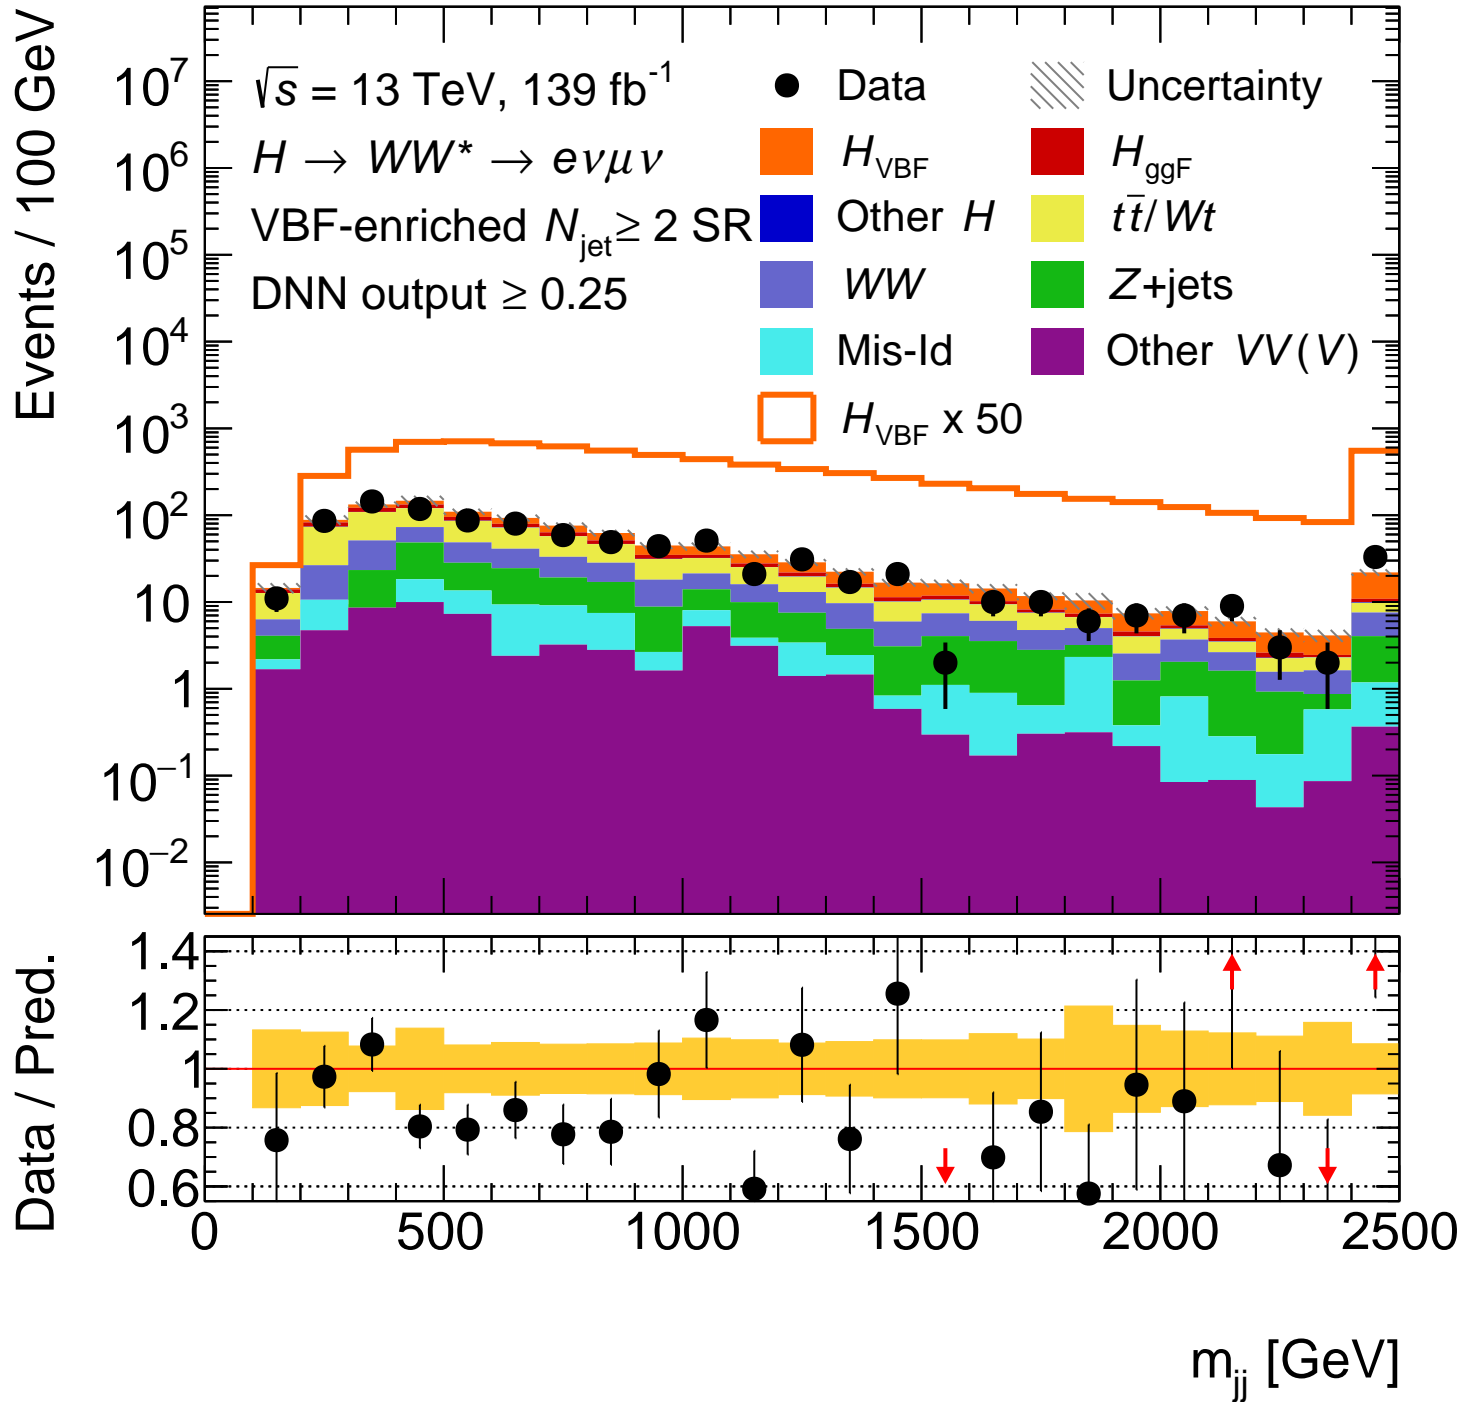 Events / 100 GeV
10⁷
10⁶
10⁵
10⁴
10³
10²
10
1
10⁻¹
10⁻²
√s = 13 TeV, 139 fb⁻¹
H → WW* → eνμν
VBF-enriched N_jet ≥ 2 SR
DNN output ≥ 0.25
Data
Uncertainty
H_VBF
H_ggF
Other H
tt̄/Wt
WW
Z+jets
Mis-Id
Other VV(V)
H_VBF x 50
Data / Pred.
1.4
1.2
1
0.8
0.6
0 500 1000 1500 2000 2500
m_jj [GeV]